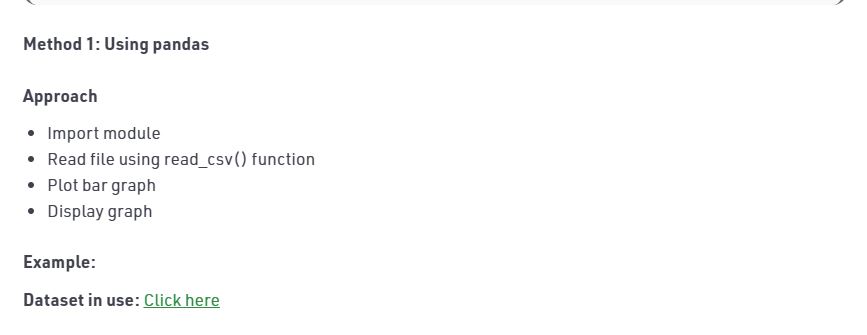 Method 1: Using pandas
Approach
Import module
Read file using read_csv() function
Plot bar graph
Display graph
Example:
Dataset in use: Click here